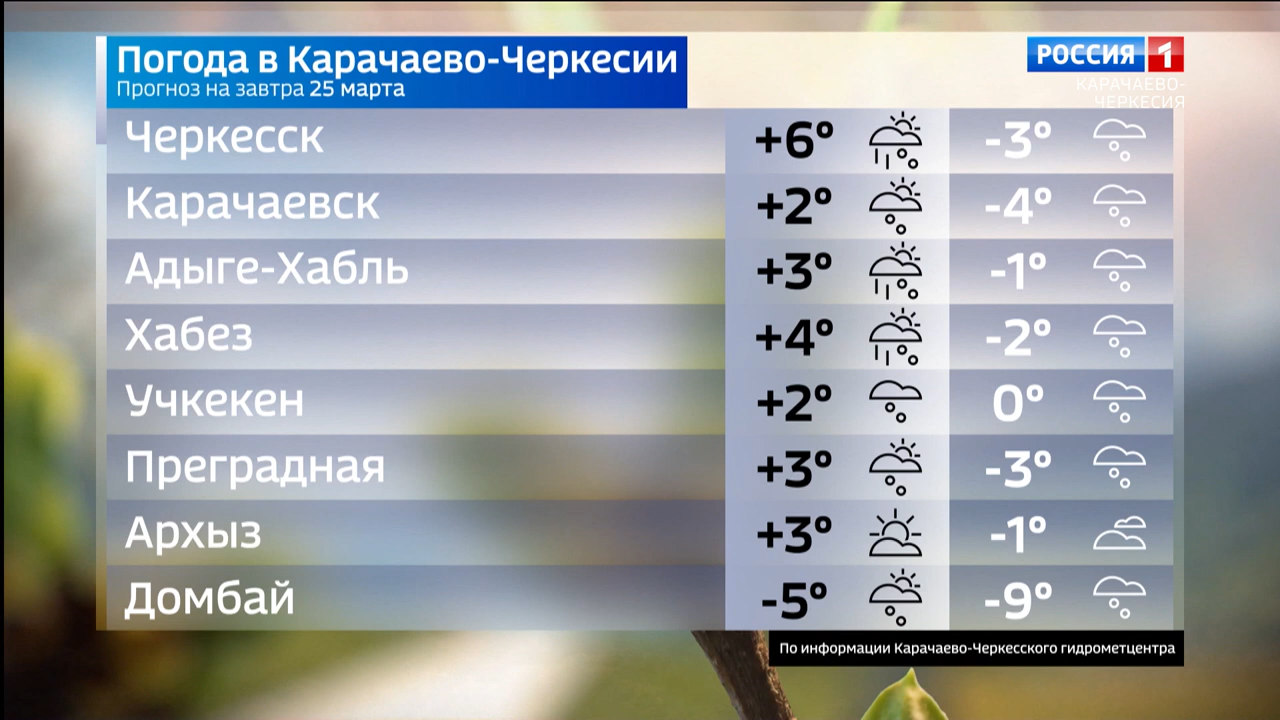 Погода в Карачаево-Черкесии
Прогноз на завтра 25 марта
РОССИЯ 1
КАРАЧАЕВО-
ЧЕРКЕСИЯ
Черкесск +6° -3°
Карачаевск +2° -4°
Адыге-Хабль +3° -1°
Хабез +4° -2°
Учкекен +2° 0°
Преградная +3° -3°
Архыз +3° -1°
Домбай -5° -9°
По информации Карачаево-Черкесского гидрометцентра